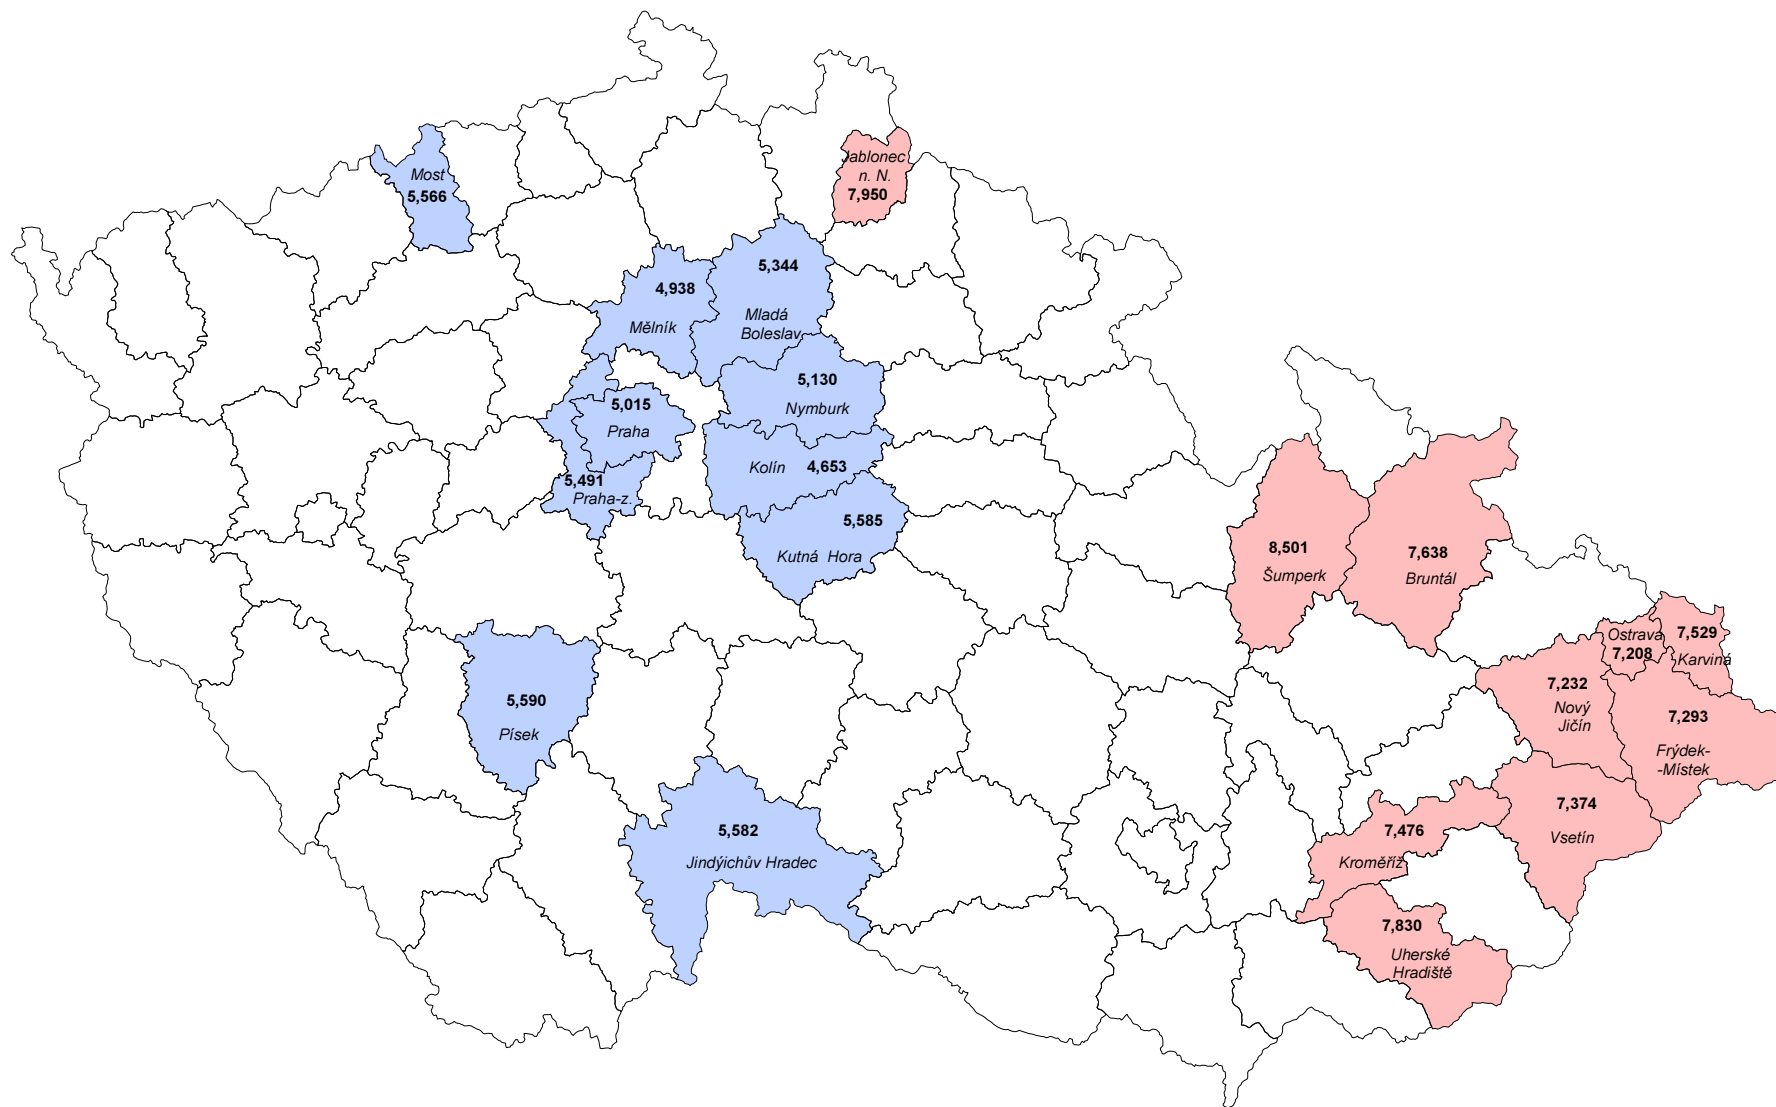 Jablonec
n. N.
7,950
Most
5,566
5,344
Mladá
Boleslav
4,938
Mělník
5,130
Nymburk
5,015
Praha
Kolín 4,653
5,491
Praha-z.
5,585
Kutná Hora
8,501
Šumperk
7,638
Bruntál
Ostrava
7,208
7,529
Karviná
7,232
Nový
Jičín
7,293
Frýdek-
-Místek
5,590
Písek
7,374
Vsetín
7,476
Kroměříž
5,582
Jindýichův Hradec
7,830
Uherské
Hradiště